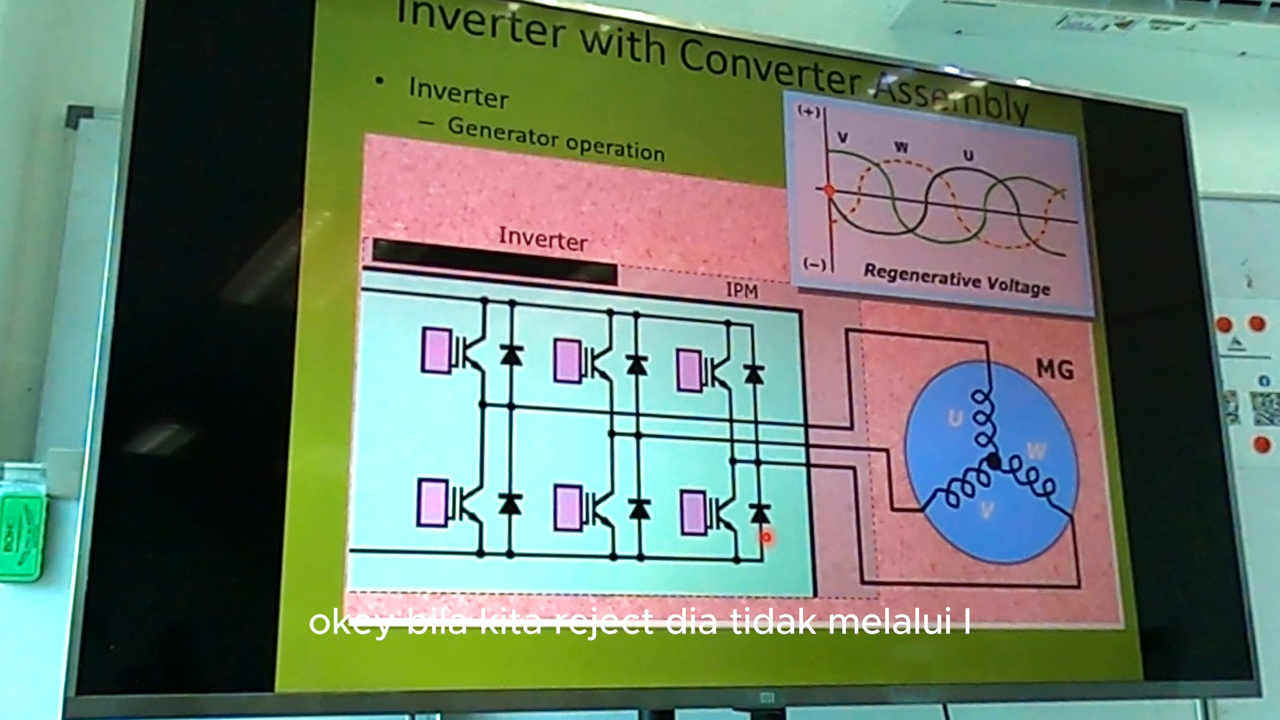 Inverter with Converter Assembly
• Inverter
– Generator operation
(+)
V
W
U
(−)
Regenerative Voltage
Inverter
IPM
MG
U
W
V
okey bila kita reject dia tidak melalui I